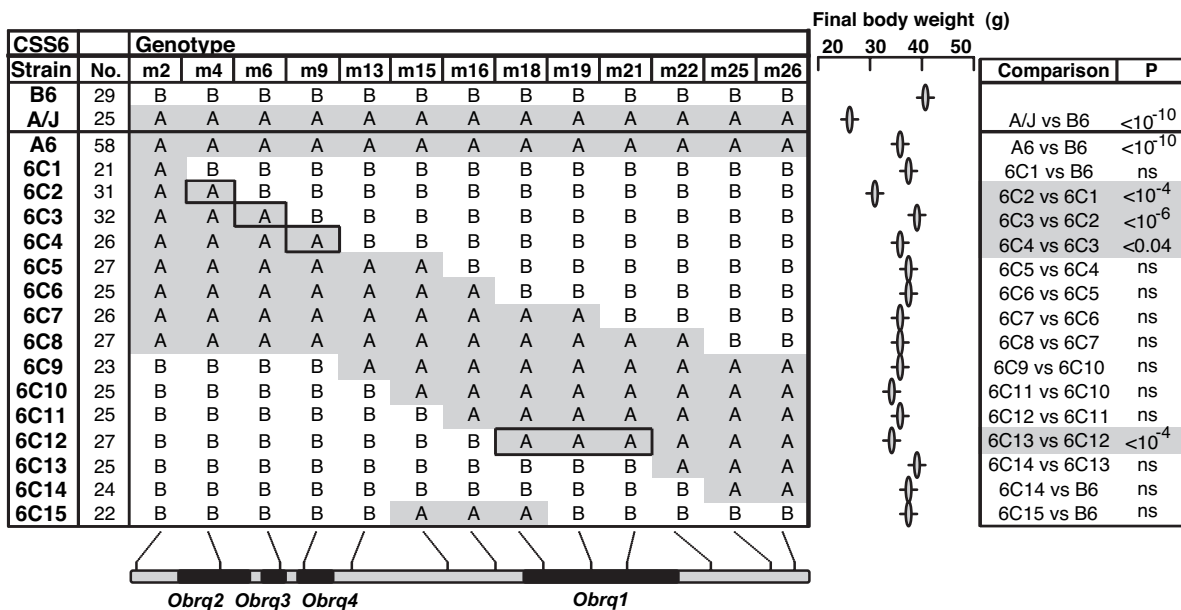 Final body weight (g)
20 30 40 50
CSS6 Genotype
Strain No. m2 m4 m6 m9 m13 m15 m16 m18 m19 m21 m22 m25 m26 Comparison P
B6 29 B B B B B B B B B B B B B
A/J 25 A A A A A A A A A A A A A A/J vs B6 <10-10
A6 58 A A A A A A A A A A A A A A6 vs B6 <10-10
6C1 21 A B B B B B B B B B B B B 6C1 vs B6 ns
6C2 31 A A B B B B B B B B B B B 6C2 vs 6C1 <10-4
6C3 32 A A A B B B B B B B B B B 6C3 vs 6C2 <10-6
6C4 26 A A A A B B B B B B B B B 6C4 vs 6C3 <0.04
6C5 27 A A A A A A B B B B B B B 6C5 vs 6C4 ns
6C6 25 A A A A A A A B B B B B B 6C6 vs 6C5 ns
6C7 26 A A A A A A A A A B B B B 6C7 vs 6C6 ns
6C8 27 A A A A A A A A A A A B B 6C8 vs 6C7 ns
6C9 23 B B B B A A A A A A A A A 6C9 vs 6C10 ns
6C10 25 B B B B B A A A A A A A A 6C11 vs 6C10 ns
6C11 25 B B B B B B A A A A A A A 6C12 vs 6C11 ns
6C12 27 B B B B B B B A A A A A A 6C13 vs 6C12 <10-4
6C13 25 B B B B B B B B B B A A A 6C14 vs 6C13 ns
6C14 24 B B B B B B B B B B B A A 6C14 vs B6 ns
6C15 22 B B B B B A A A B B B B B 6C15 vs B6 ns
Obrq2 Obrq3 Obrq4 Obrq1